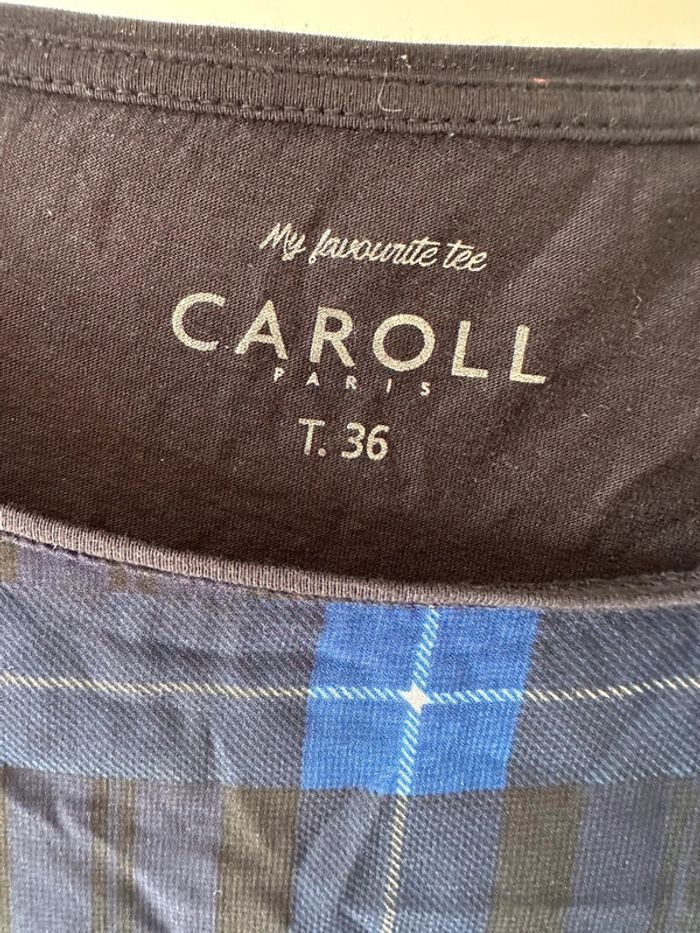 My favourite tee
CAROLL
PARIS
T. 36